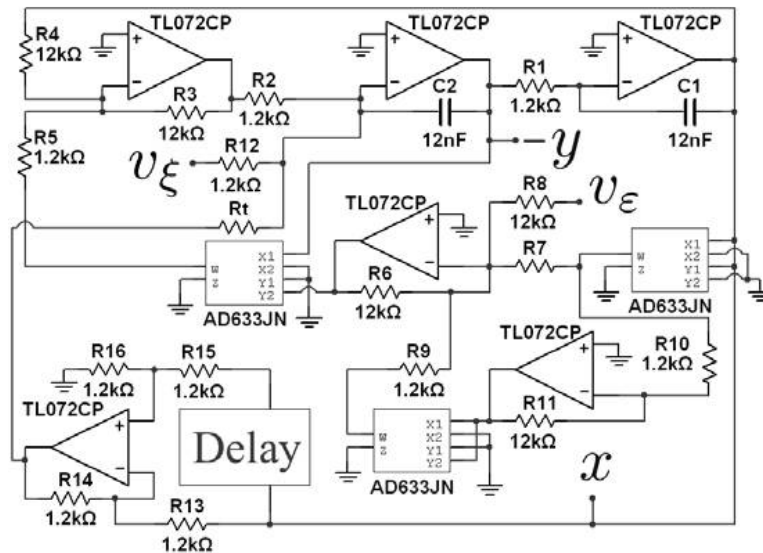 R4
12kΩ
TL072CP
+
−
R3
12kΩ
R2
1.2kΩ
TL072CP
+
−
C2
12nF
R1
1.2kΩ
TL072CP
+
−
C1
12nF
R5
1.2kΩ
vξ
R12
1.2kΩ
Rt
−y
R8
12kΩ
vε
TL072CP
+
−
R7
R6
12kΩ
W
Z
X1
X2
Y1
Y2
AD633JN
W
Z
X1
X2
Y1
Y2
AD633JN
R16
1.2kΩ
R15
1.2kΩ
TL072CP
+
−
R14
1.2kΩ
R13
1.2kΩ
Delay
R9
1.2kΩ
W
Z
X1
X2
Y1
Y2
AD633JN
TL072CP
+
−
R11
12kΩ
R10
1.2kΩ
x